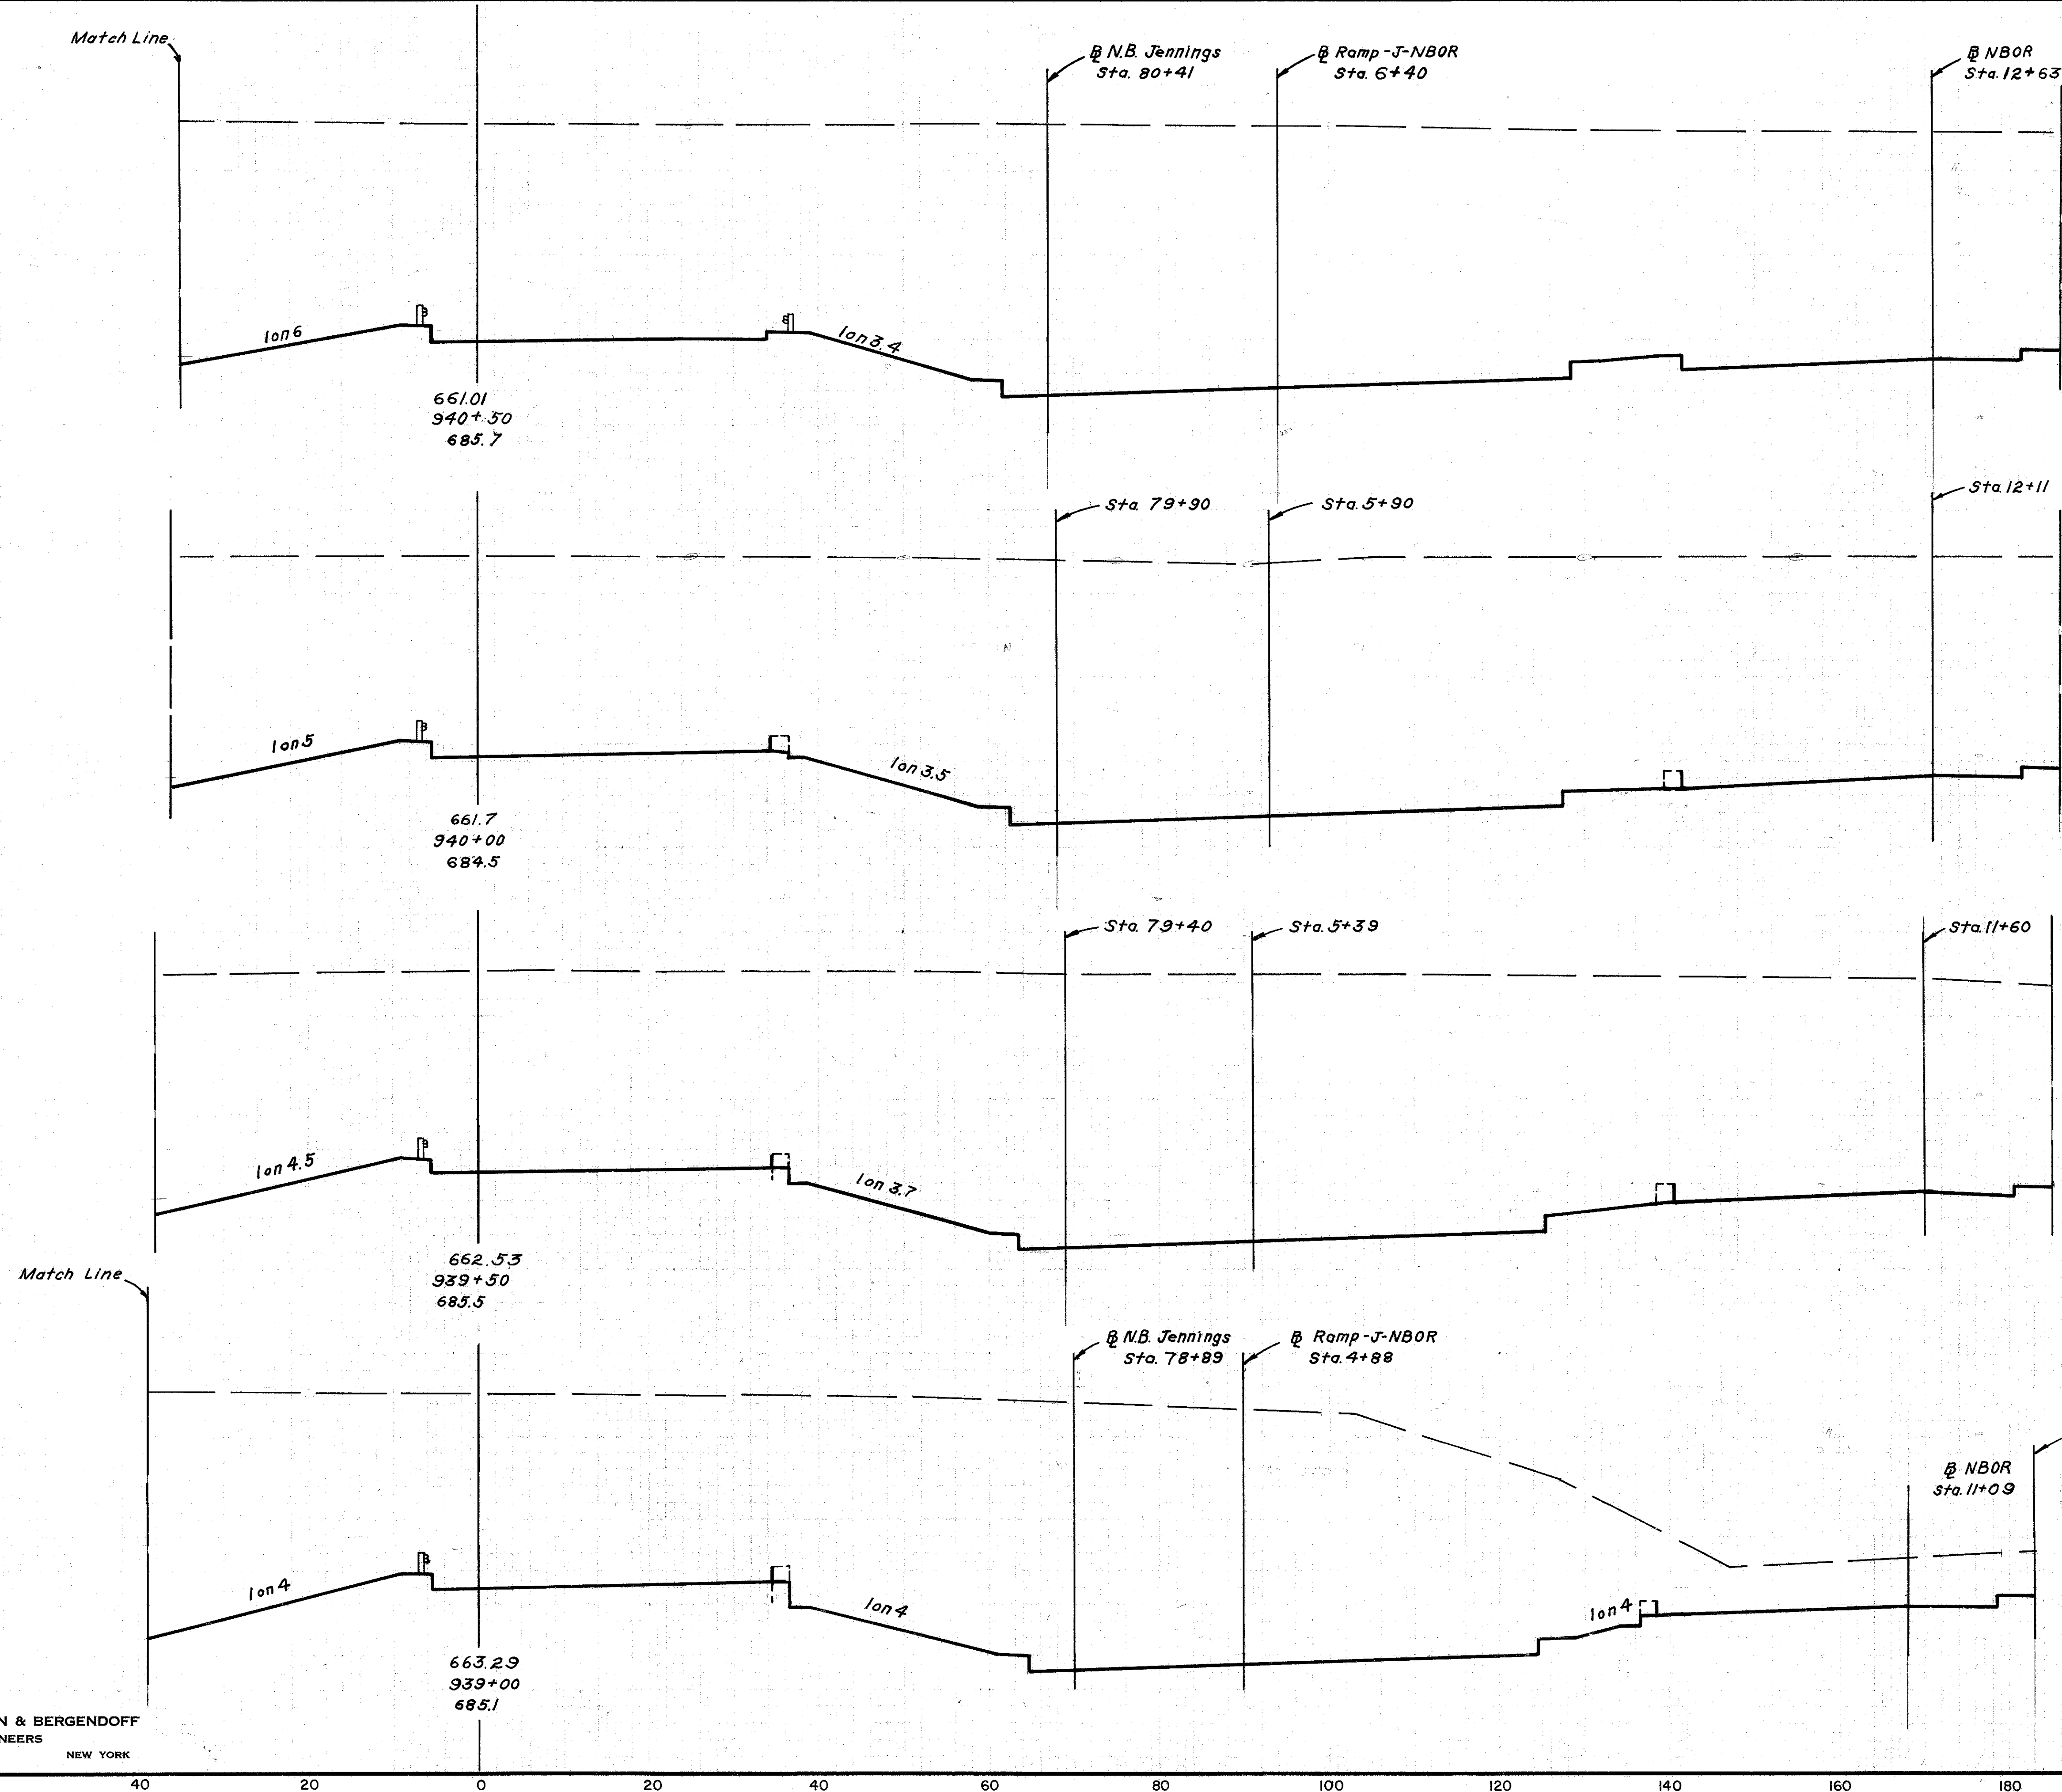 Match Line
℄ N.B. Jennings
Sta. 80+41
℄ Ramp-J-NBOR
Sta. 6+40
℄ NBOR
Sta. 12+63
1 on 6
1 on 3.4
661.01
940+50
685.7
Sta. 79+90
Sta. 5+90
Sta. 12+11
1 on 5
1 on 3.5
661.7
940+00
684.5
Sta. 79+40
Sta. 5+39
Sta. 11+60
1 on 4.5
1 on 3.7
662.53
939+50
685.5
Match Line
℄ N.B. Jennings
Sta. 78+89
℄ Ramp-J-NBOR
Sta. 4+88
℄ NBOR
Sta. 11+09
1 on 4
1 on 4
1 on 4
663.29
939+00
685.1
N & BERGENDOFF
NEERS
NEW YORK
40 20 0 20 40 60 80 100 120 140 160 180